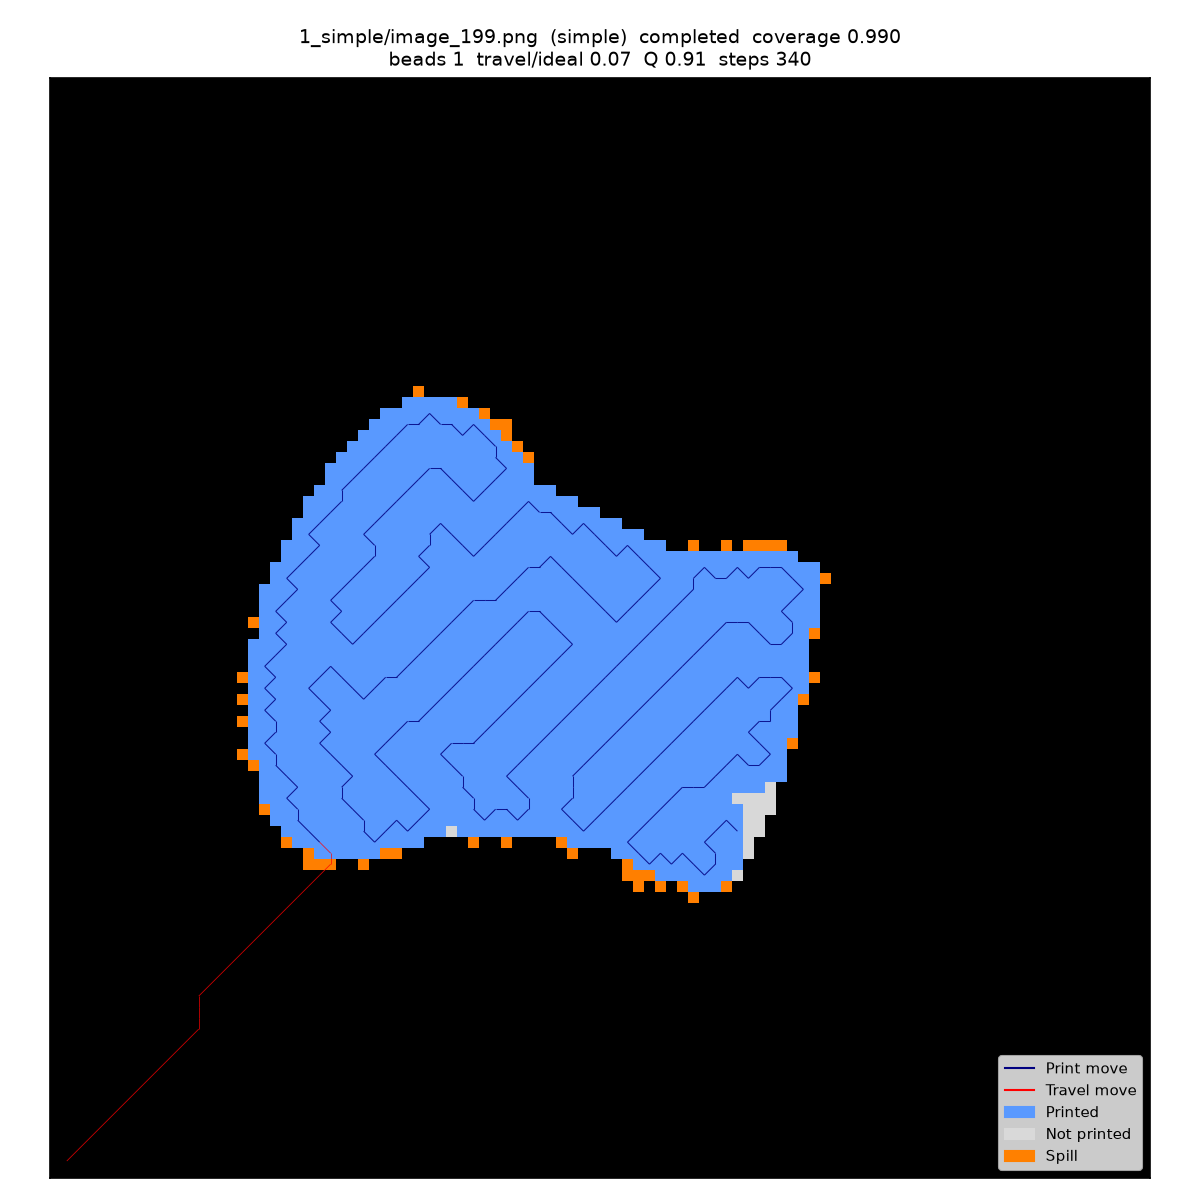 1_simple/image_199.png  (simple)  completed  coverage 0.990
beads 1  travel/ideal 0.07  Q 0.91  steps 340
Print move
Travel move
Printed
Not printed
Spill